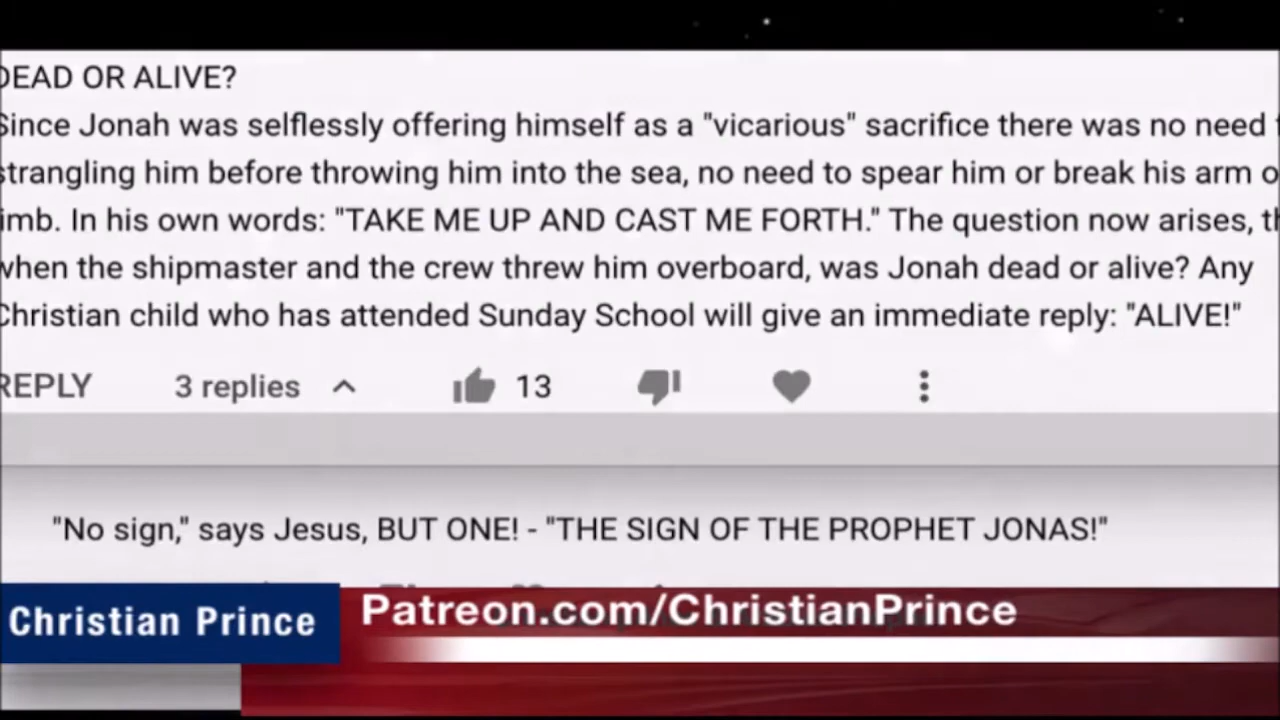 DEAD OR ALIVE?
Since Jonah was selflessly offering himself as a "vicarious" sacrifice there was no need
strangling him before throwing him into the sea, no need to spear him or break his arm
limb. In his own words: "TAKE ME UP AND CAST ME FORTH." The question now arises,
when the shipmaster and the crew threw him overboard, was Jonah dead or alive? Any
Christian child who has attended Sunday School will give an immediate reply: "ALIVE!"
REPLY 3 replies 13
"No sign," says Jesus, BUT ONE! - "THE SIGN OF THE PROPHET JONAS!"
Christian Prince Patreon.com/ChristianPrince